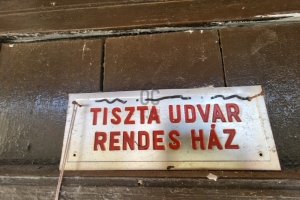 TISZTA UDVAR
RENDES HÁZ